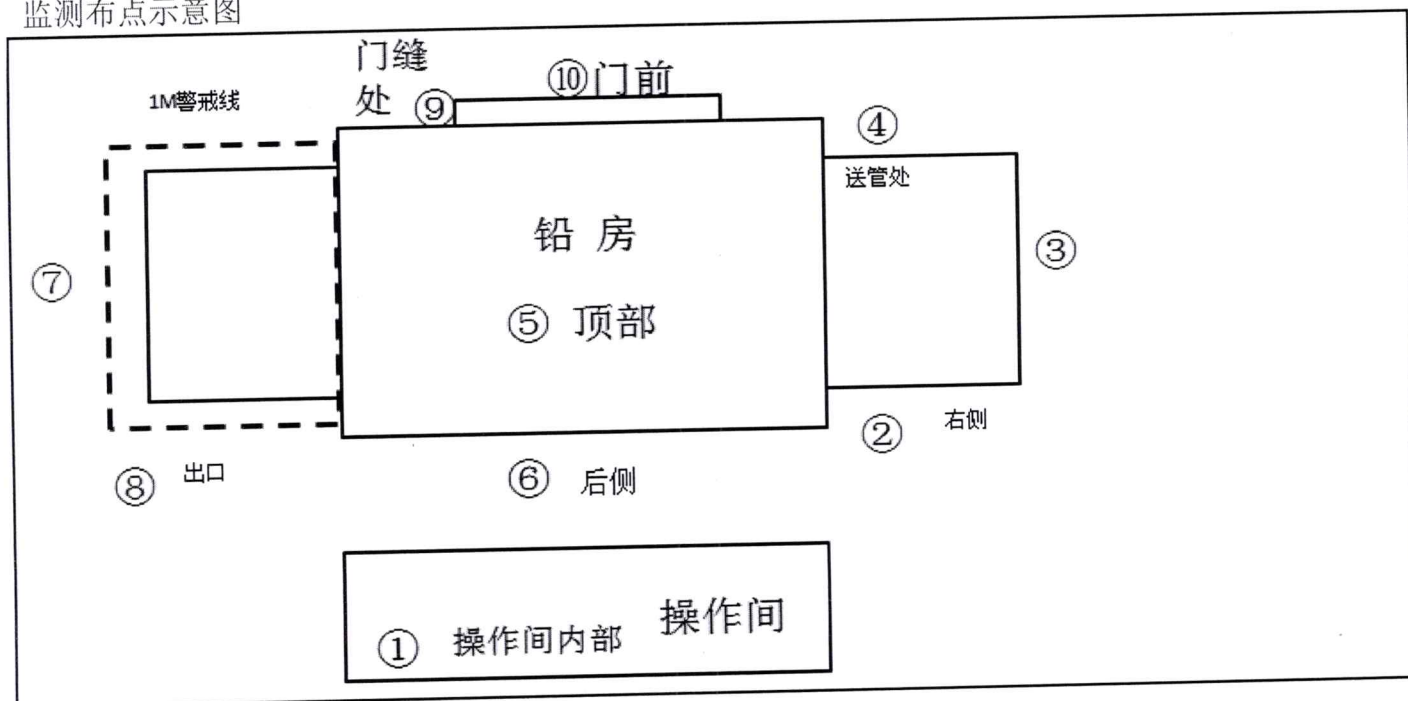 监测布点示意图
门缝
处 ⑨
⑩门前
1M警戒线
④
送管处
铅 房
③
⑦
⑤ 顶部
② 右侧
⑧ 出口
⑥ 后侧
操作间
① 操作间内部